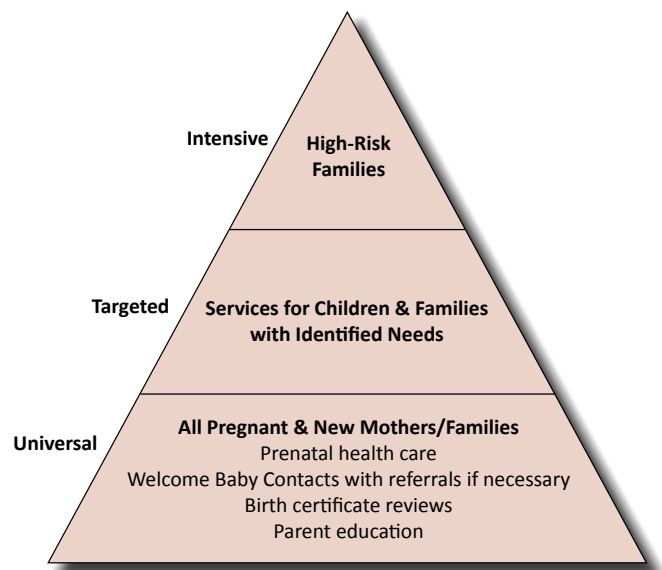 Intensive
High-Risk
Families
Targeted
Services for Children & Families
with Identified Needs
Universal
All Pregnant & New Mothers/Families
Prenatal health care
Welcome Baby Contacts with referrals if necessary
Birth certificate reviews
Parent education